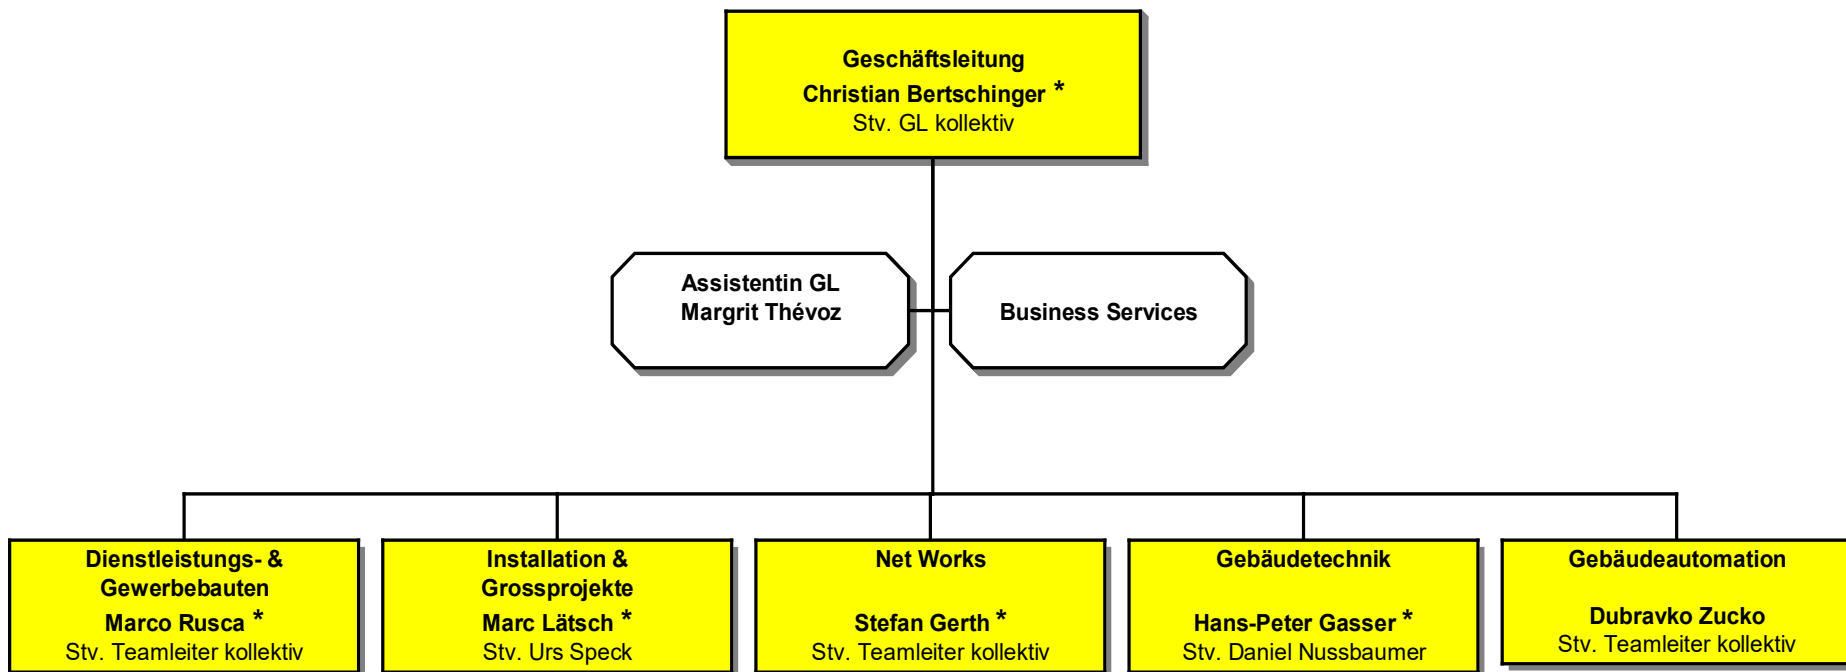 Geschäftsleitung
Christian Bertschinger *
Stv. GL kollektiv
Assistentin GL
Margrit Thévoz
Business Services
Dienstleistungs- &
Gewerbebauten
Marco Rusca *
Stv. Teamleiter kollektiv
Installation &
Grossprojekte
Marc Lätsch *
Stv. Urs Speck
Net Works
Stefan Gerth *
Stv. Teamleiter kollektiv
Gebäudetechnik
Hans-Peter Gasser *
Stv. Daniel Nussbaumer
Gebäudeautomation
Dubravko Zucko
Stv. Teamleiter kollektiv